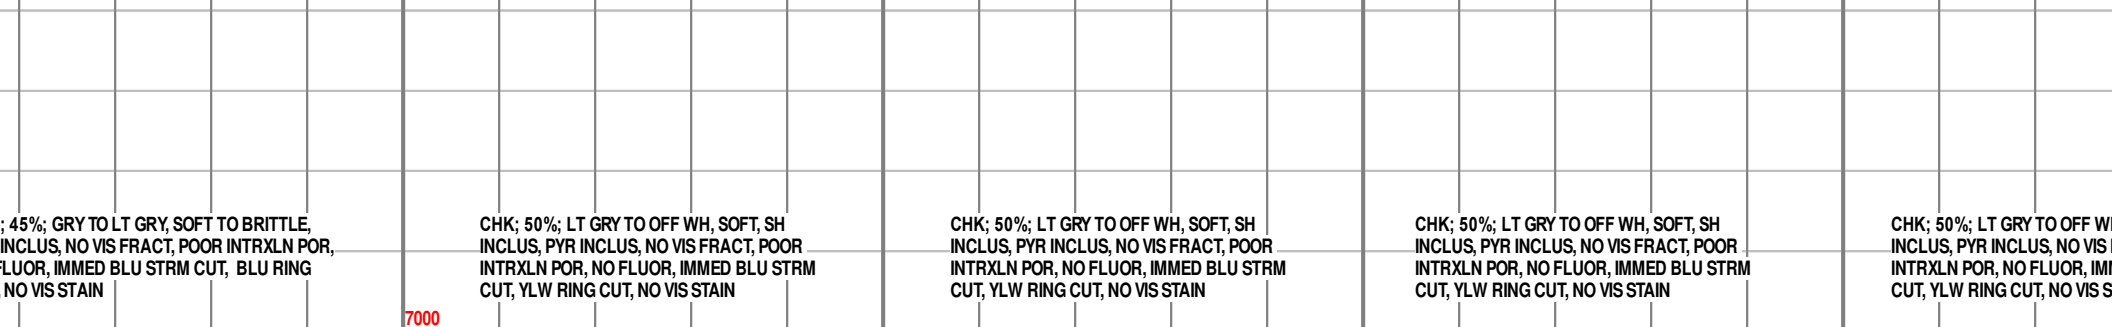 ; 45%; GRY TO LT GRY, SOFT TO BRITTLE,
INCLUS, NO VIS FRACT, POOR INTRXLN POR,
FLUOR, IMMED BLU STRM CUT, BLU RING
NO VIS STAIN
CHK; 50%; LT GRY TO OFF WH, SOFT, SH
INCLUS, PYR INCLUS, NO VIS FRACT, POOR
INTRXLN POR, NO FLUOR, IMMED BLU STRM
CUT, YLW RING CUT, NO VIS STAIN
CHK; 50%; LT GRY TO OFF WH, SOFT, SH
INCLUS, PYR INCLUS, NO VIS FRACT, POOR
INTRXLN POR, NO FLUOR, IMMED BLU STRM
CUT, YLW RING CUT, NO VIS STAIN
CHK; 50%; LT GRY TO OFF WH, SOFT, SH
INCLUS, PYR INCLUS, NO VIS FRACT, POOR
INTRXLN POR, NO FLUOR, IMMED BLU STRM
CUT, YLW RING CUT, NO VIS STAIN
CHK; 50%; LT GRY TO OFF
INCLUS, PYR INCLUS, NO VIS
INTRXLN POR, NO FLUOR,
CUT, YLW RING CUT, NO VIS
7000